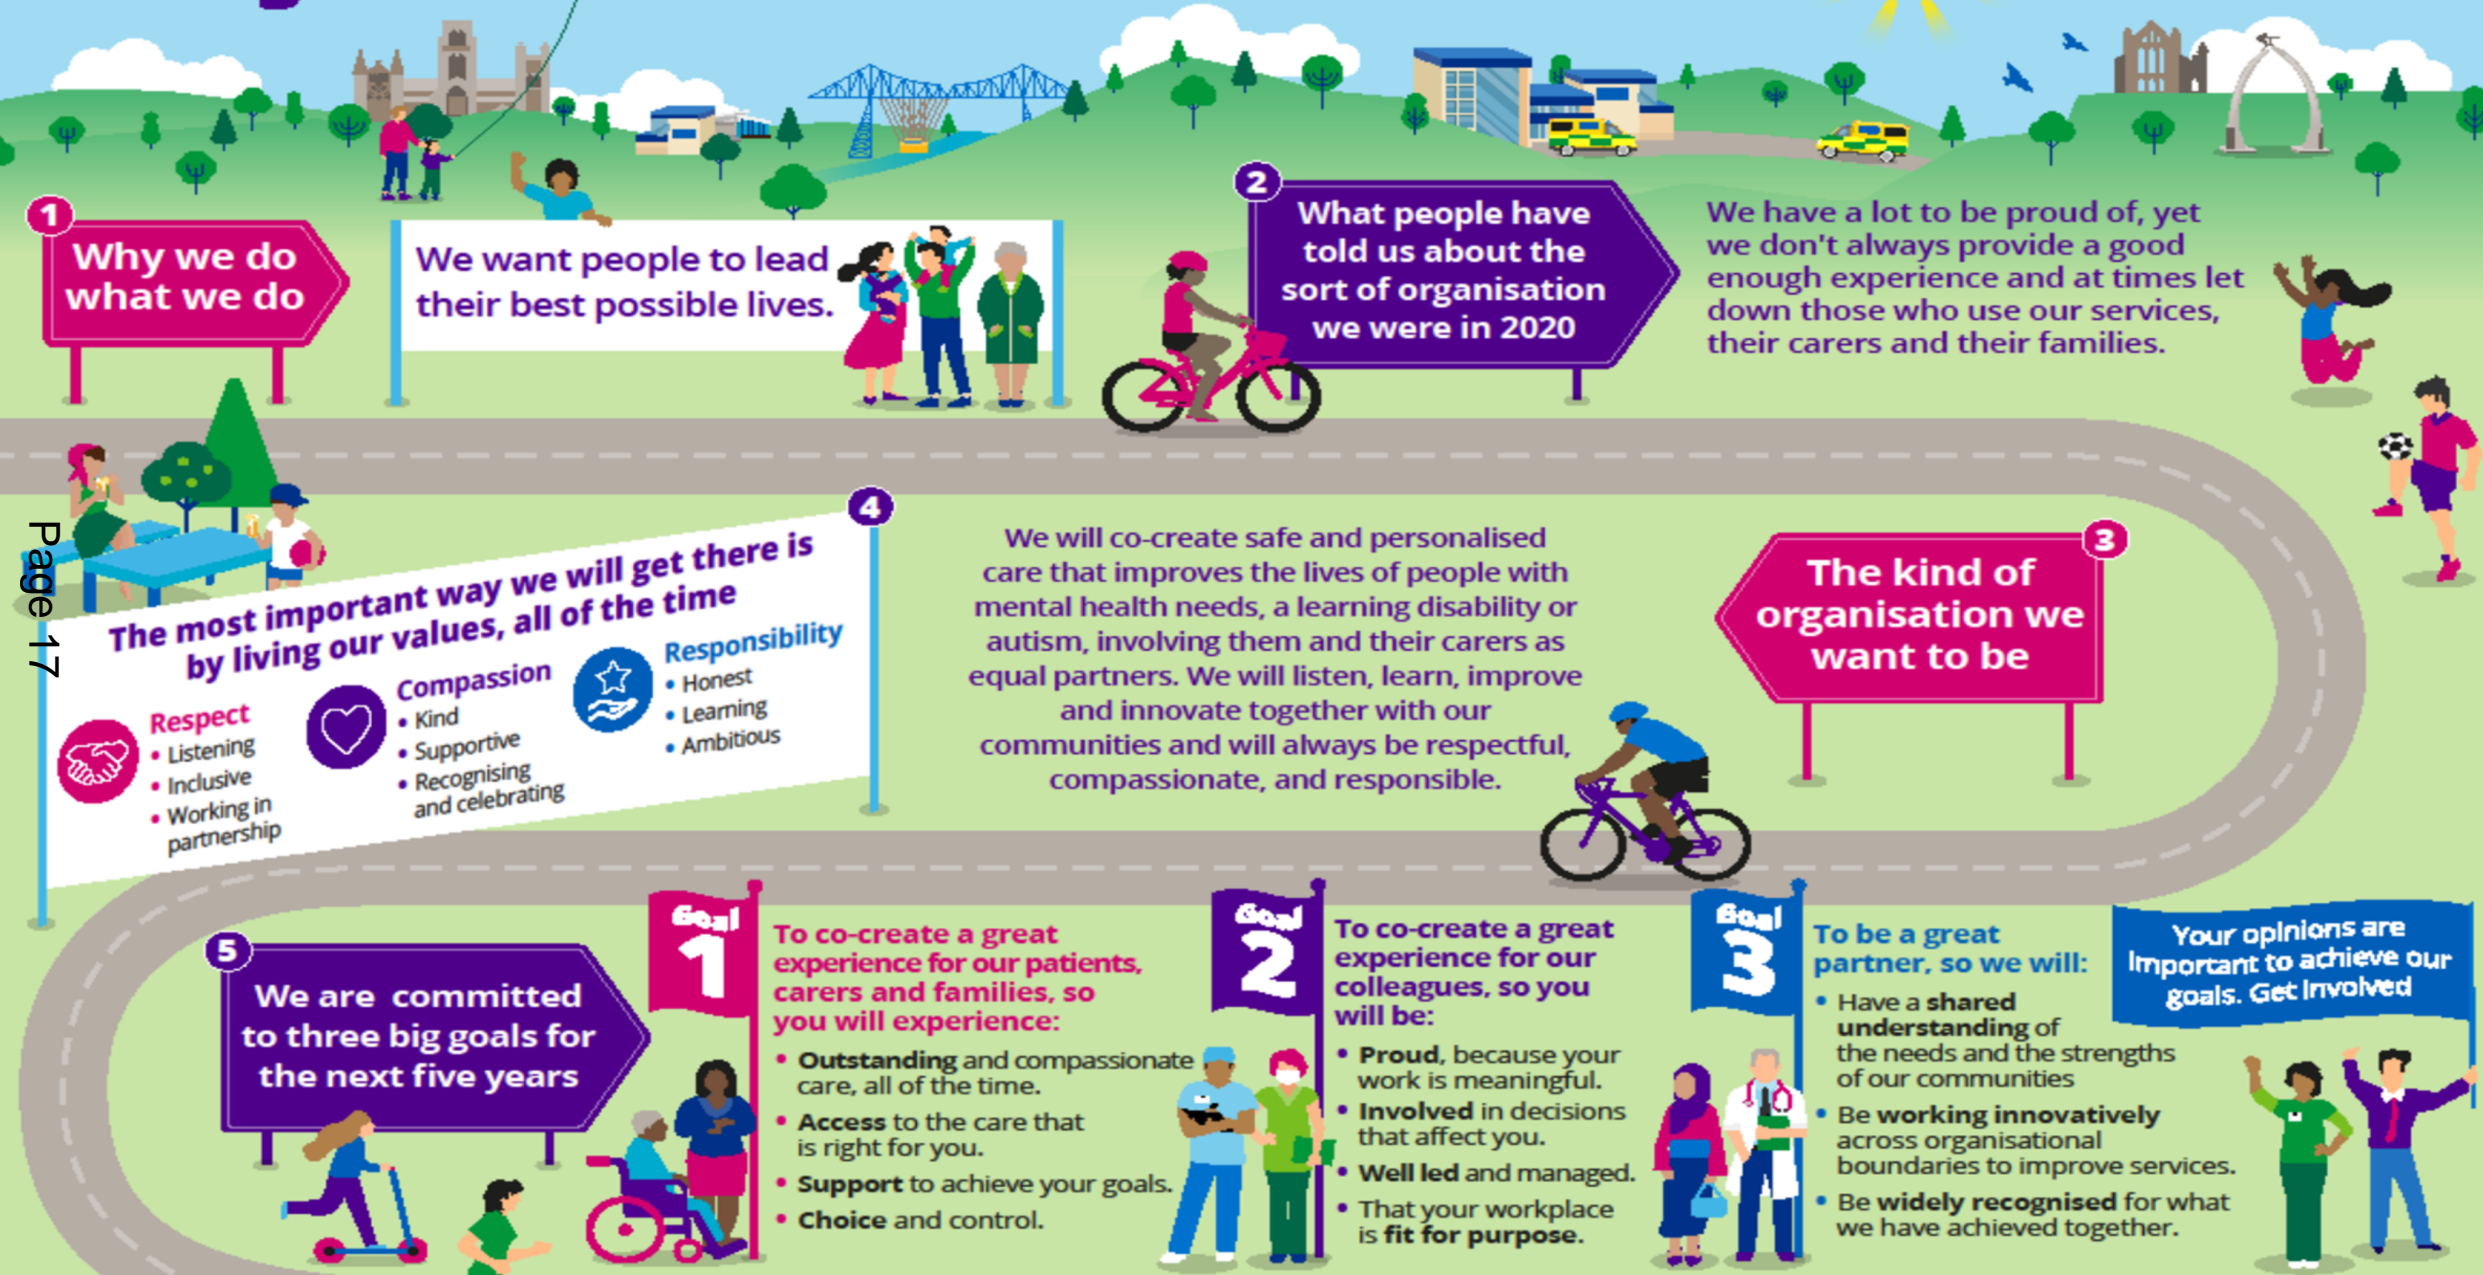 1
Why we do
what we do
We want people to lead
their best possible lives.
2
What people have
told us about the
sort of organisation
we were in 2020
We have a lot to be proud of, yet
we don't always provide a good
enough experience and at times let
down those who use our services,
their carers and their families.
3
The kind of
organisation we
want to be
We will co-create safe and personalised
care that improves the lives of people with
mental health needs, a learning disability or
autism, involving them and their carers as
equal partners. We will listen, learn, improve
and innovate together with our
communities and will always be respectful,
compassionate, and responsible.
4
The most important way we will get there is
by living our values, all of the time
Respect
• Listening
• Inclusive
• Working in
partnership
Compassion
• Kind
• Supportive
• Recognising
and celebrating
Responsibility
• Honest
• Learning
• Ambitious
Page 17
5
We are committed
to three big goals for
the next five years
Goal
1
To co-create a great
experience for our patients,
carers and families, so
you will experience:
• Outstanding and compassionate
care, all of the time.
• Access to the care that
is right for you.
• Support to achieve your goals.
• Choice and control.
Goal
2
To co-create a great
experience for our
colleagues, so you
will be:
• Proud, because your
work is meaningful.
• Involved in decisions
that affect you.
• Well led and managed.
• That your workplace
is fit for purpose.
Goal
3
To be a great
partner, so we will:
• Have a shared
understanding of
the needs and the strengths
of our communities
• Be working innovatively
across organisational
boundaries to improve services.
• Be widely recognised for what
we have achieved together.
Your opinions are
important to achieve our
goals. Get involved